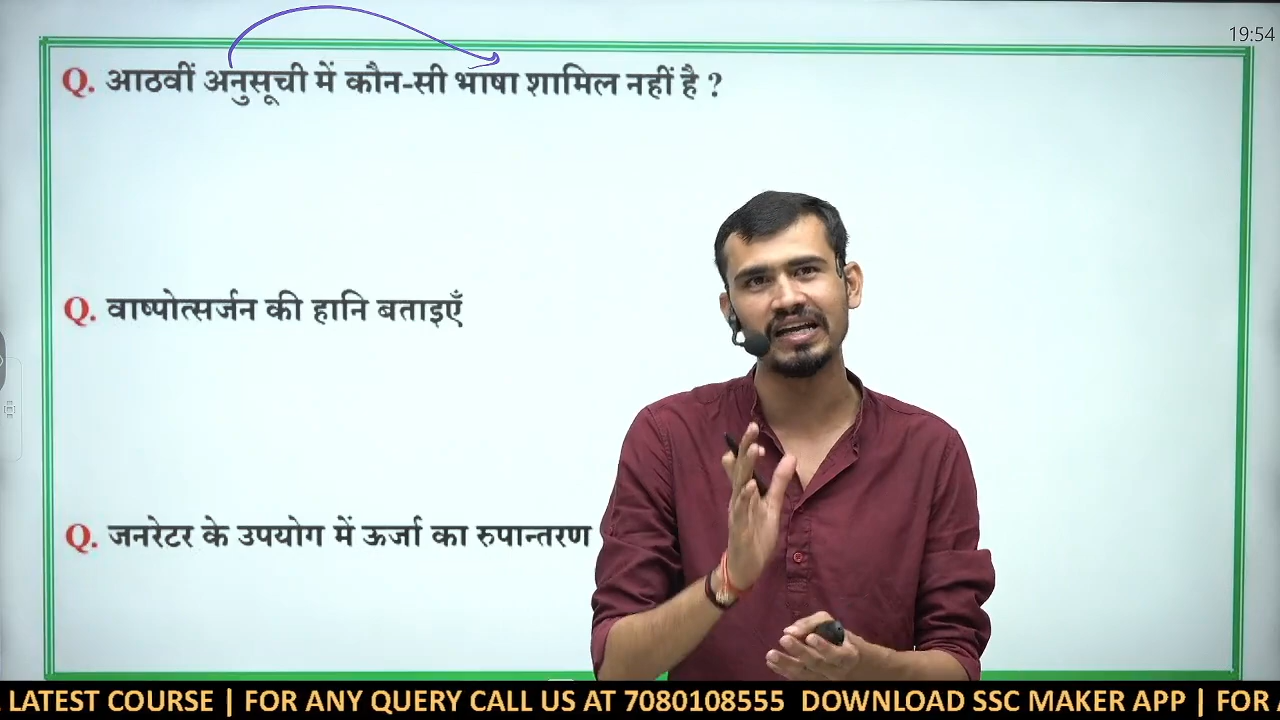 19:54
Q. आठवीं अनुसूची में कौन-सी भाषा शामिल नहीं है ?
Q. वाष्पोत्सर्जन की हानि बताइएँ
Q. जनरेटर के उपयोग में ऊर्जा का रुपान्तरण
LATEST COURSE | FOR ANY QUERY CALL US AT 7080108555 DOWNLOAD SSC MAKER APP | FOR